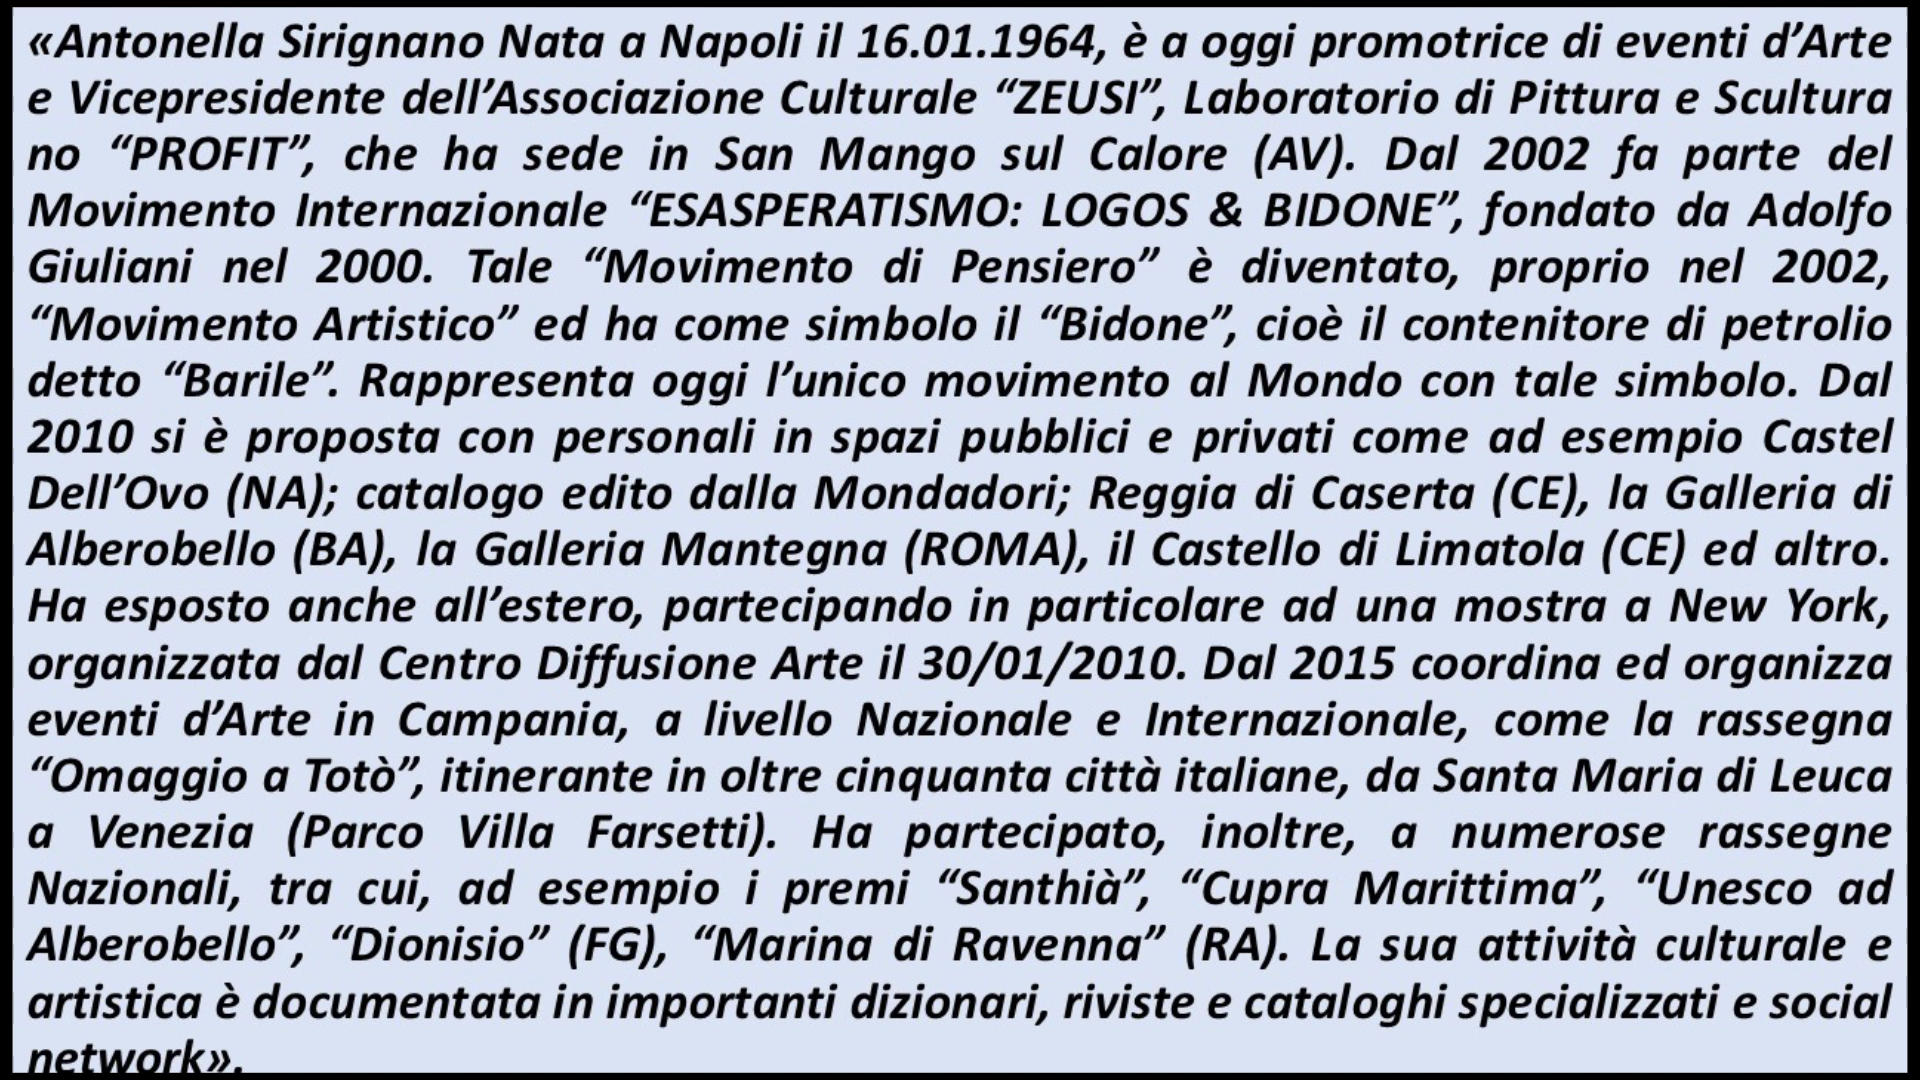 «Antonella Sirignano Nata a Napoli il 16.01.1964, è a oggi promotrice di eventi d’Arte
e Vicepresidente dell’Associazione Culturale “ZEUSI”, Laboratorio di Pittura e Scultura
no “PROFIT”, che ha sede in San Mango sul Calore (AV). Dal 2002 fa parte del
Movimento Internazionale “ESASPERATISMO: LOGOS & BIDONE”, fondato da Adolfo
Giuliani nel 2000. Tale “Movimento di Pensiero” è diventato, proprio nel 2002,
“Movimento Artistico” ed ha come simbolo il “Bidone”, cioè il contenitore di petrolio
detto “Barile”. Rappresenta oggi l’unico movimento al Mondo con tale simbolo. Dal
2010 si è proposta con personali in spazi pubblici e privati come ad esempio Castel
Dell’Ovo (NA); catalogo edito dalla Mondadori; Reggia di Caserta (CE), la Galleria di
Alberobello (BA), la Galleria Mantegna (ROMA), il Castello di Limatola (CE) ed altro.
Ha esposto anche all’estero, partecipando in particolare ad una mostra a New York,
organizzata dal Centro Diffusione Arte il 30/01/2010. Dal 2015 coordina ed organizza
eventi d’Arte in Campania, a livello Nazionale e Internazionale, come la rassegna
“Omaggio a Totò”, itinerante in oltre cinquanta città italiane, da Santa Maria di Leuca
a Venezia (Parco Villa Farsetti). Ha partecipato, inoltre, a numerose rassegne
Nazionali, tra cui, ad esempio i premi “Santhià”, “Cupra Marittima”, “Unesco ad
Alberobello”, “Dionisio” (FG), “Marina di Ravenna” (RA). La sua attività culturale e
artistica è documentata in importanti dizionari, riviste e cataloghi specializzati e social
network».